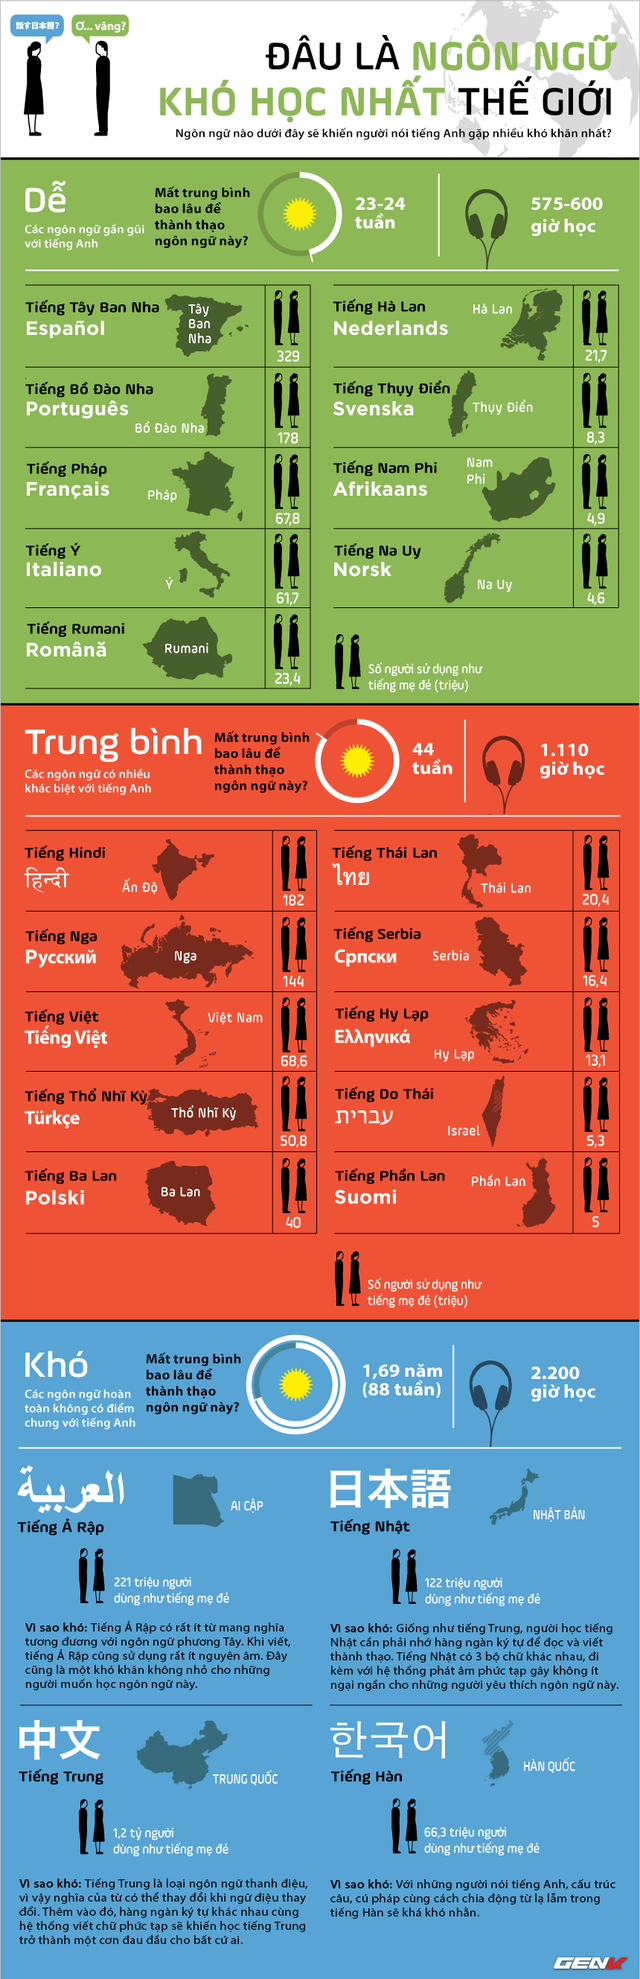 話す日本語?
Ơ... vâng?
ĐÂU LÀ NGÔN NGỮ
KHÓ HỌC NHẤT THẾ GIỚI
Ngôn ngữ nào dưới đây sẽ khiến người nói tiếng Anh gặp nhiều khó khăn nhất?
Dễ
Các ngôn ngữ gần gũi
với tiếng Anh
Mất trung bình
bao lâu để
thành thạo
ngôn ngữ này?
23-24
tuần
575-600
giờ học
Tiếng Tây Ban Nha
Español
Tây
Ban
Nha
329
Tiếng Hà Lan
Nederlands
Hà Lan
21,7
Tiếng Bồ Đào Nha
Português
Bồ Đào Nha
178
Tiếng Thụy Điển
Svenska
Thụy Điển
8,3
Tiếng Pháp
Français
Pháp
67,8
Tiếng Nam Phi
Afrikaans
Nam
Phi
4,9
Tiếng Ý
Italiano
Ý
61,7
Tiếng Na Uy
Norsk
Na Uy
4,6
Tiếng Rumani
Română
Rumani
23,4
Số người sử dụng như
tiếng mẹ đẻ (triệu)
Trung bình
Các ngôn ngữ có nhiều
khác biệt với tiếng Anh
Mất trung bình
bao lâu để
thành thạo
ngôn ngữ này?
44
tuần
1.110
giờ học
Tiếng Hindi
हिन्दी
Ấn Độ
182
Tiếng Thái Lan
ไทย
Thái Lan
20,4
Tiếng Nga
Русский
Nga
144
Tiếng Serbia
Српски
Serbia
16,4
Tiếng Việt
Tiếng Việt
Việt Nam
68,6
Tiếng Hy Lạp
Ελληνικά
Hy Lạp
13,1
Tiếng Thổ Nhĩ Kỳ
Türkçe
Thổ Nhĩ Kỳ
50,8
Tiếng Do Thái
עברית
Israel
5,3
Tiếng Ba Lan
Polski
Ba Lan
40
Tiếng Phần Lan
Suomi
Phần Lan
5
Số người sử dụng như
tiếng mẹ đẻ (triệu)
Khó
Các ngôn ngữ hoàn
toàn không có điểm
chung với tiếng Anh
Mất trung bình
bao lâu để
thành thạo
ngôn ngữ này?
1,69 năm
(88 tuần)
2.200
giờ học
العربية
Tiếng Ả Rập
AI CẬP
221 triệu người
dùng như tiếng mẹ đẻ
Vì sao khó: Tiếng Ả Rập có rất ít từ mang nghĩa
tương đương với ngôn ngữ phương Tây. Khi viết,
tiếng Ả Rập cũng sử dụng rất ít nguyên âm. Đây
cũng là một khó khăn không nhỏ cho những
người muốn học ngôn ngữ này.
日本語
Tiếng Nhật
NHẬT BẢN
122 triệu người
dùng như tiếng mẹ đẻ
Vì sao khó: Giống như tiếng Trung, người học tiếng
Nhật cần phải nhớ hàng ngàn ký tự để đọc và viết
thành thạo. Tiếng Nhật có 3 bộ chữ khác nhau, đi
kèm với hệ thống phát âm phức tạp gây không ít
ngại ngần cho những người yêu thích ngôn ngữ này.
中文
Tiếng Trung
TRUNG QUỐC
1,2 tỷ người
dùng như tiếng mẹ đẻ
Vì sao khó: Tiếng Trung là loại ngôn ngữ thanh điệu,
vì vậy nghĩa của từ có thể thay đổi khi ngữ điệu thay
đổi. Thêm vào đó, hàng ngàn ký tự khác nhau cùng
hệ thống viết chữ phức tạp sẽ khiến học tiếng Trung
trở thành một cơn đau đầu cho bất cứ ai.
한국어
Tiếng Hàn
HÀN QUỐC
66,3 triệu người
dùng như tiếng mẹ đẻ
Vì sao khó: Với những người nói tiếng Anh, cấu trúc
câu, cú pháp cùng cách chia động từ lạ lẫm trong
tiếng Hàn sẽ khá khó nhằn.
GENK